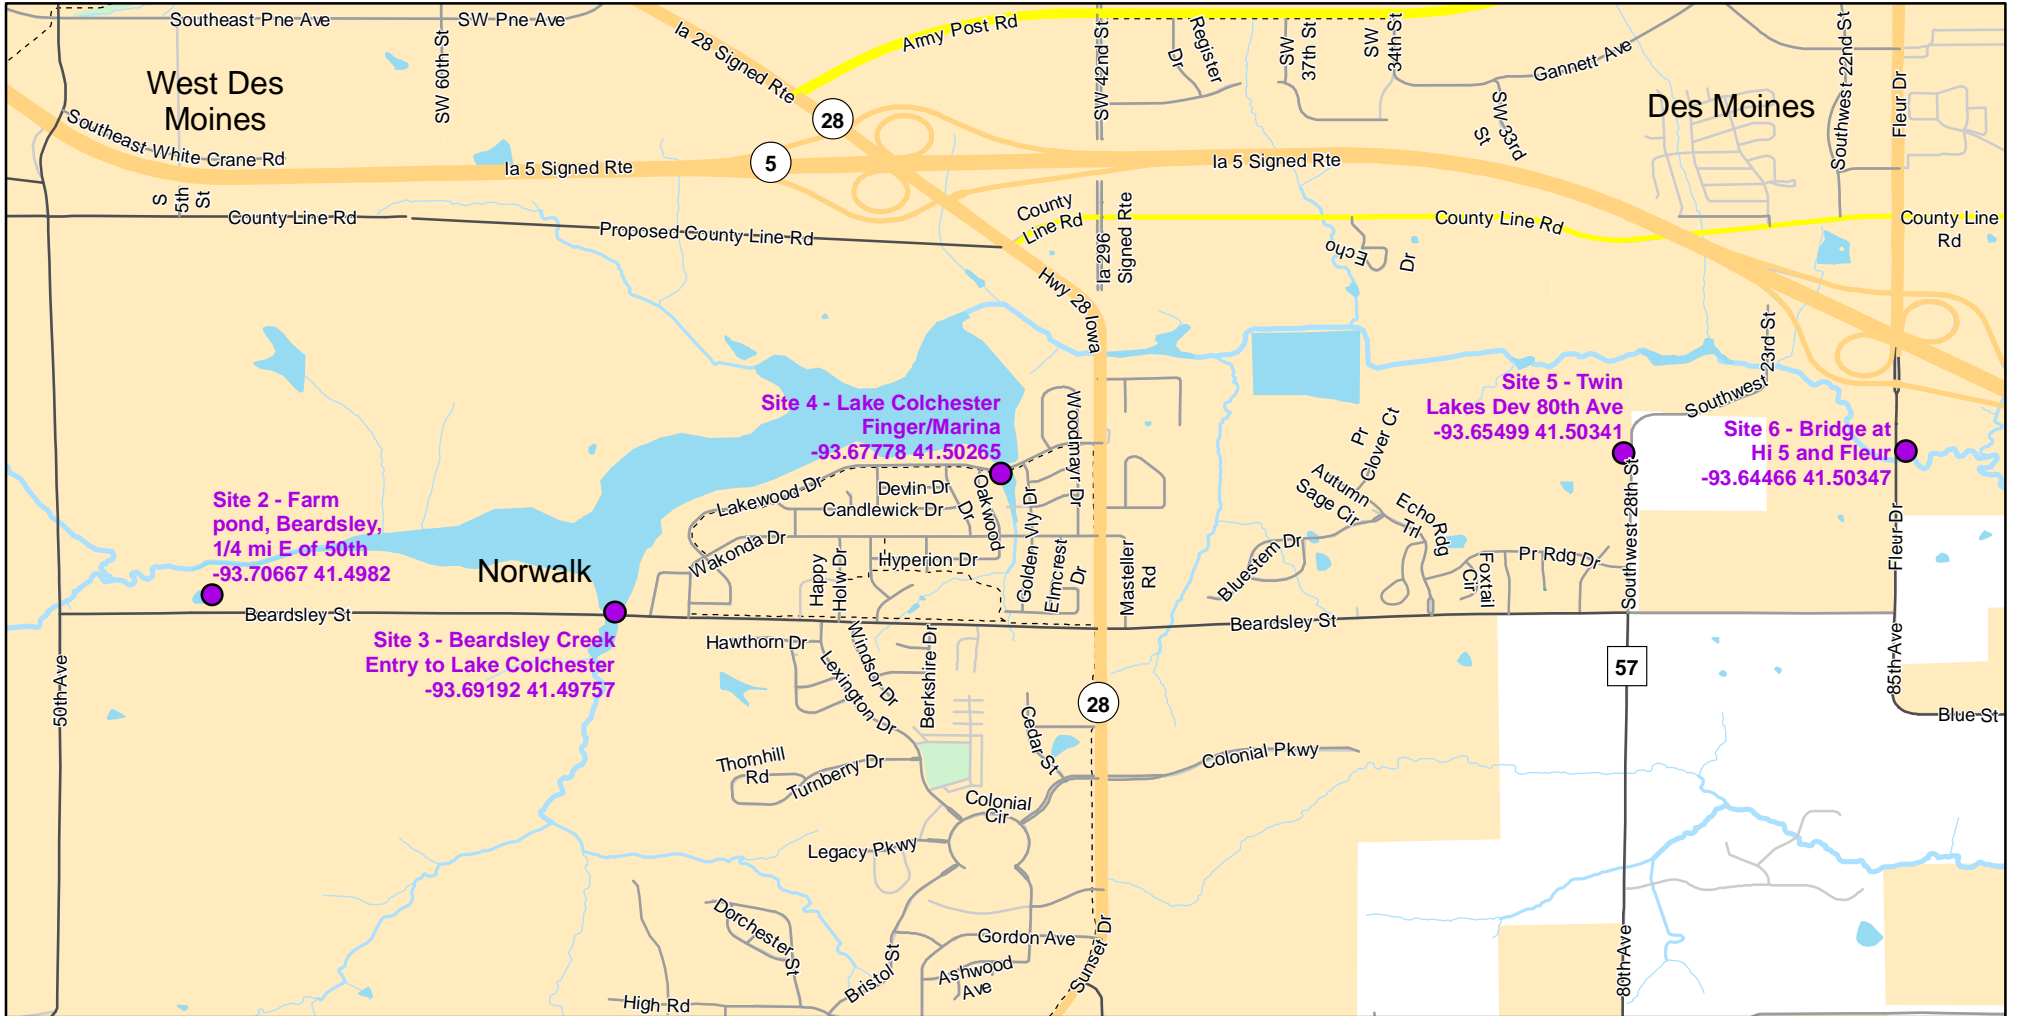 Southeast Pne Ave
SW Pne Ave
SW 60th St
Ia 28 Signed Rte
Army Post Rd
SW 42nd St
Register
Dr
SW
37th St
SW
34th St
Gannett Ave
SW 33rd
St
Southwest 22nd St
Fleur Dr
West Des
Moines
Des Moines
28
5
Southeast White Crane Rd
Ia 5 Signed Rte
Ia 5 Signed Rte
S
5th
St
County Line Rd
Proposed County Line Rd
County
Line Rd
Ia 296
Signed Rte
County Line Rd
County Line
Rd
Echo
Dr
Hwy 28 Iowa
Southwest 23rd St
Site 4 - Lake Colchester
Finger/Marina
-93.67778 41.50265
Site 5 - Twin
Lakes Dev 80th Ave
-93.65499 41.50341
Site 6 - Bridge at
Hi 5 and Fleur
-93.64466 41.50347
Site 2 - Farm
pond, Beardsley,
1/4 mi E of 50th
-93.70667 41.4982
Norwalk
Woodmayr Dr
Pr
Clover Ct
Autumn
Sage Cir
Echo Rdg
Trl
Lakewood Dr
Devlin Dr
Candlewick Dr
Oakwood
Dr
Golden Vly Dr
Wakonda Dr
Happy
Holw Dr
Hyperion Dr
Elmcrest
Dr
Masteller
Rd
Bluestem Dr
Foxtail
Cir
Pr Rdg Dr
Southwest 28th St
Fleur Dr
Beardsley St
Beardsley St
Site 3 - Beardsley Creek
Entry to Lake Colchester
-93.69192 41.49757
Hawthorn Dr
Windsor Dr
Lexington Dr
Berkshire Dr
50th Ave
57
85th Ave
Blue St
28
Cedar St
Thornhill
Rd
Turnberry Dr
Colonial Pkwy
Colonial
Cir
Legacy Pkwy
Dorchester St
Bristol St
Gordon Ave
Ashwood
Ave
Sunset Dr
80th Ave
High Rd